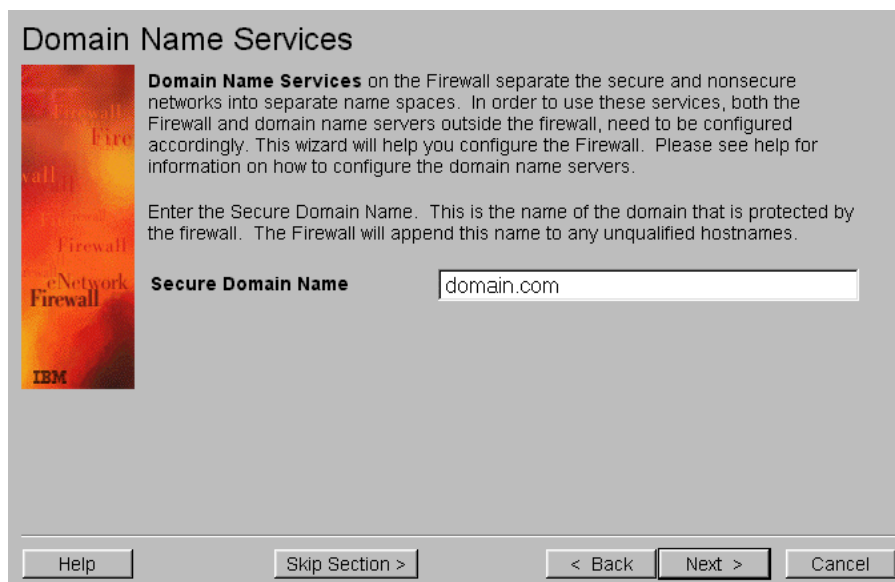 Domain Name Services
Domain Name Services on the Firewall separate the secure and nonsecure
networks into separate name spaces. In order to use these services, both the
Firewall and domain name servers outside the firewall, need to be configured
accordingly. This wizard will help you configure the Firewall. Please see help for
information on how to configure the domain name servers.
Enter the Secure Domain Name. This is the name of the domain that is protected by
the firewall. The Firewall will append this name to any unqualified hostnames.
Firewall
Fire
wall
Firewall
Firewall
eNetwork
Firewall
IBM
Secure Domain Name
domain.com
Help
Skip Section >
< Back
Next >
Cancel